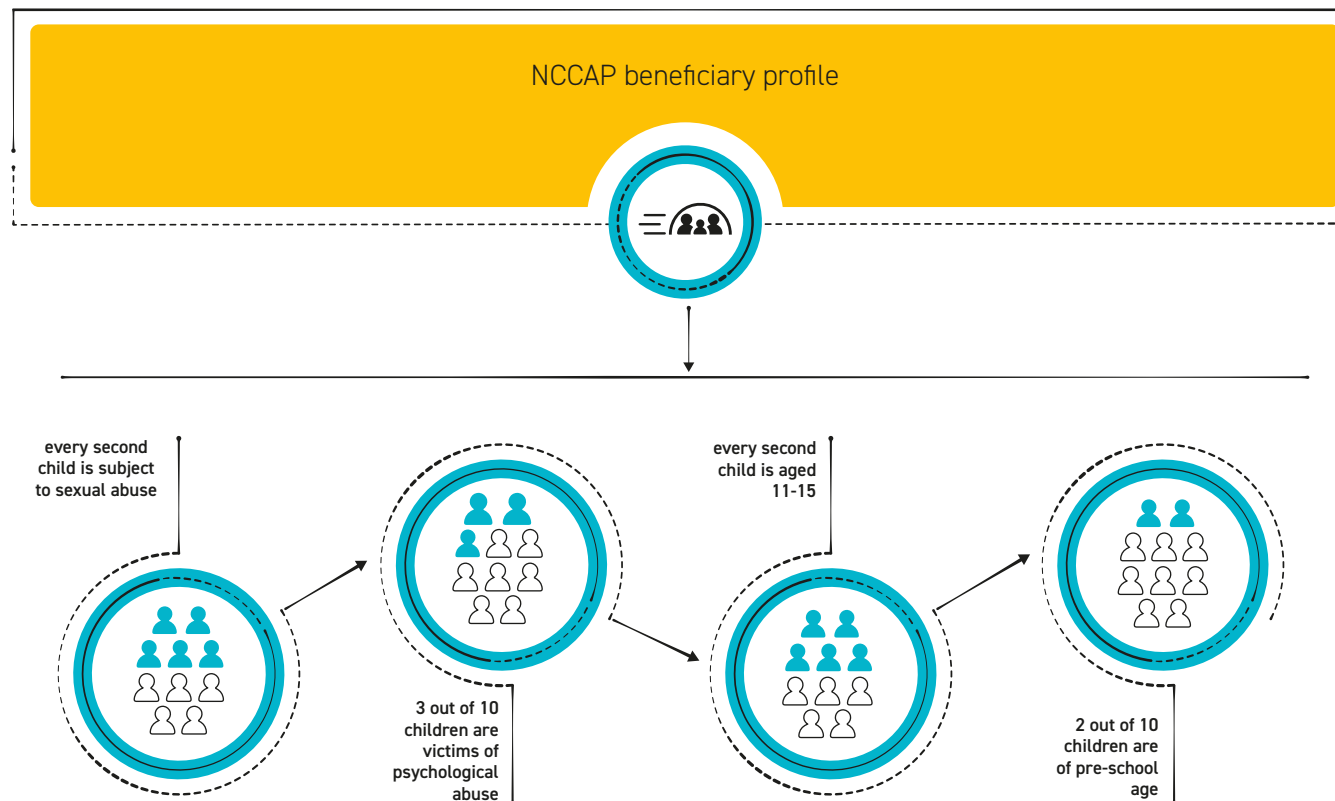 NCCAP beneficiary profile
every second
child is subject
to sexual abuse
3 out of 10
children are
victims of
psychological
abuse
every second
child is aged
11-15
2 out of 10
children are
of pre-school
age